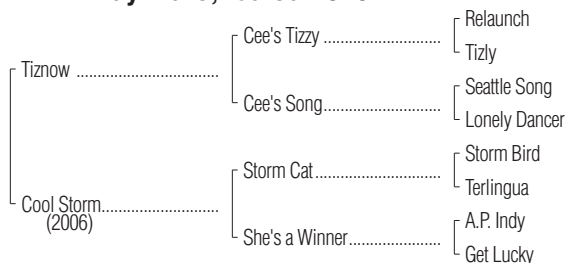 Relaunch
Cee's Tizzy
Tizly
Tiznow
Seattle Song
Cee's Song
Lonely Dancer
Storm Bird
Storm Cat
Terlingua
Cool Storm
(2006)
A.P. Indy
She's a Winner
Get Lucky